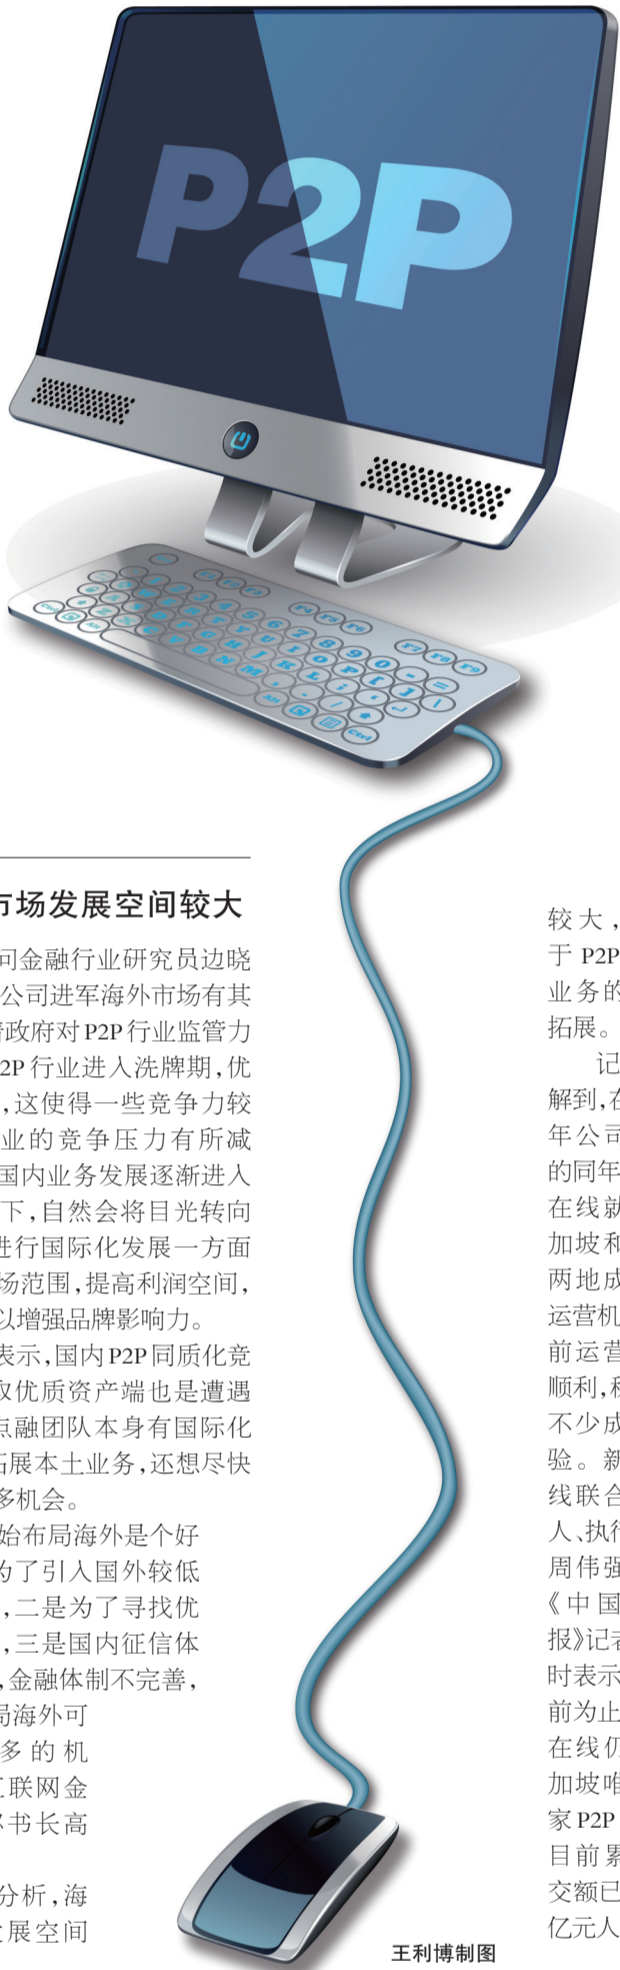 P2P
市场发展空间较大
问金融行业研究员边晓
公司进军海外市场有其
着政府对P2P行业监管力
2P行业进入洗牌期,优
,这使得一些竞争力较
业的竞争压力有所减
国内业务发展逐渐进入
下,自然会将目光转向
进行国际化发展一方面
场范围,提高利润空间,
以增强品牌影响力。
表示,国内P2P同质化竞
取优质资产端也是遭遇
点融团队本身有国际化
拓展本土业务,还想尽快
多机会。
始布局海外是个好
为了引入国外较低
,二是为了寻找优
,三是国内征信体
,金融体制不完善,
局海外可
多的机
互联网金
秘书长高
分析,海
发展空间
较大,
于P2P
业务的
拓展。
记
解到,在
年公司
的同年
在线就
加坡和
两地成
运营机
前运营
顺利,积
不少成
验。新
线联合
人、执行
周伟强
《中国
报》记者
时表示
前为止
在线仍
加坡唯
家P2P
目前累
交额已
亿元人
王利博制图